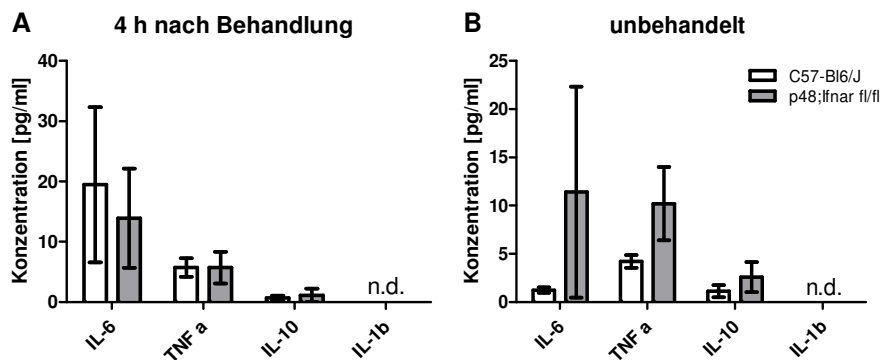 A
4 h nach Behandlung
Konzentration [pg/ml]
40
30
20
10
0
n.d.
IL-6
TNF a
IL-10
IL-1b
B
unbehandelt
C57-Bl6/J
p48;Ifnar fl/fl
Konzentration [pg/ml]
25
20
15
10
5
0
n.d.
IL-6
TNF a
IL-10
IL-1b